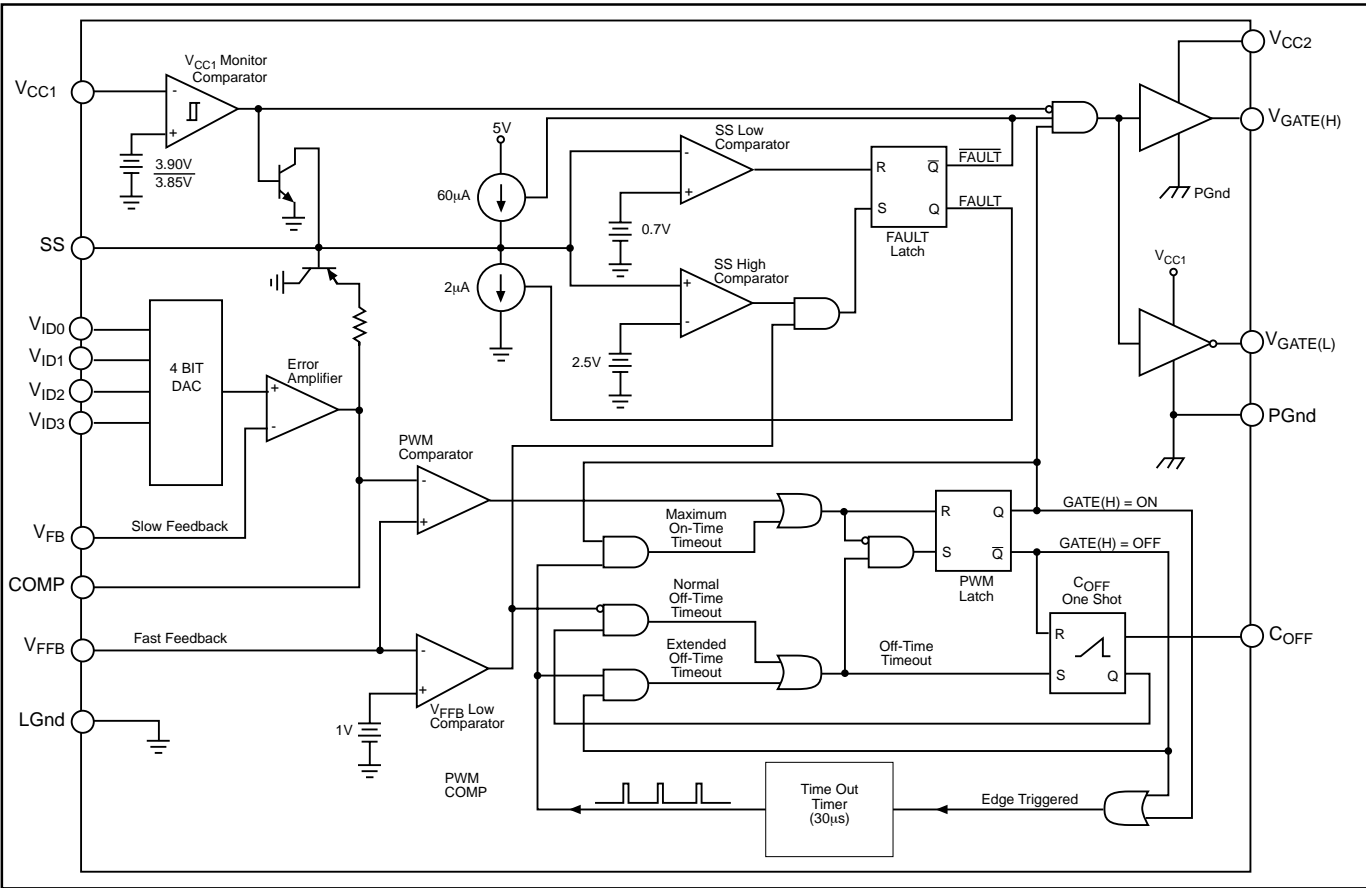 VCC1 Monitor
Comparator
VCC1
-
+
3.90V
3.85V
5V
60μA
SS Low
Comparator
-
+
0.7V
R
Q
FAULT
S
Q
FAULT
FAULT
Latch
VCC2
VGATE(H)
PGnd
SS
2μA
SS High
Comparator
+
-
2.5V
VCC1
VGATE(L)
PGnd
VID0
VID1
VID2
VID3
4 BIT
DAC
Error
Amplifier
+
-
PWM
Comparator
-
+
VFB
Slow Feedback
COMP
VFFB
Fast Feedback
LGnd
-
+
1V
VFFB Low
Comparator
PWM
COMP
Maximum
On-Time
Timeout
Normal
Off-Time
Timeout
Extended
Off-Time
Timeout
Off-Time
Timeout
R
Q
S
Q
PWM
Latch
GATE(H) = ON
GATE(H) = OFF
COFF
One Shot
R
S
Q
COFF
Time Out
Timer
(30μs)
Edge Triggered